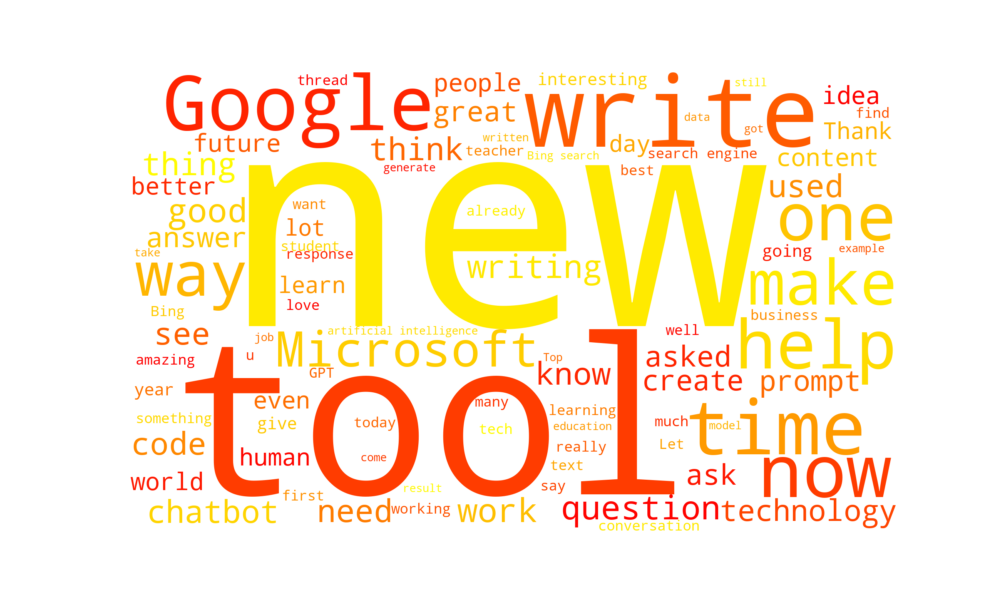 thread
people
interesting
still
Google
write
idea
great
find
data
got
Thank
future
think
written
teacher
Bing search
day
search engine
content
thing
generate
best
better
new
used
good
want
already
one
answer
lot
student
response
going
example
take
way
writing
learn
make
love
Bing
business
see
artificial intelligence
well
job
u
Microsoft
Top
help
amazing
tool
GPT
know
asked
create
prompt
year
even
many
learning
time
something
give
today
tech
education
much
model
code
human
come
really
Let
text
ask
now
world
first
result
say
chatbot
need
working
work
question
technology
conversation